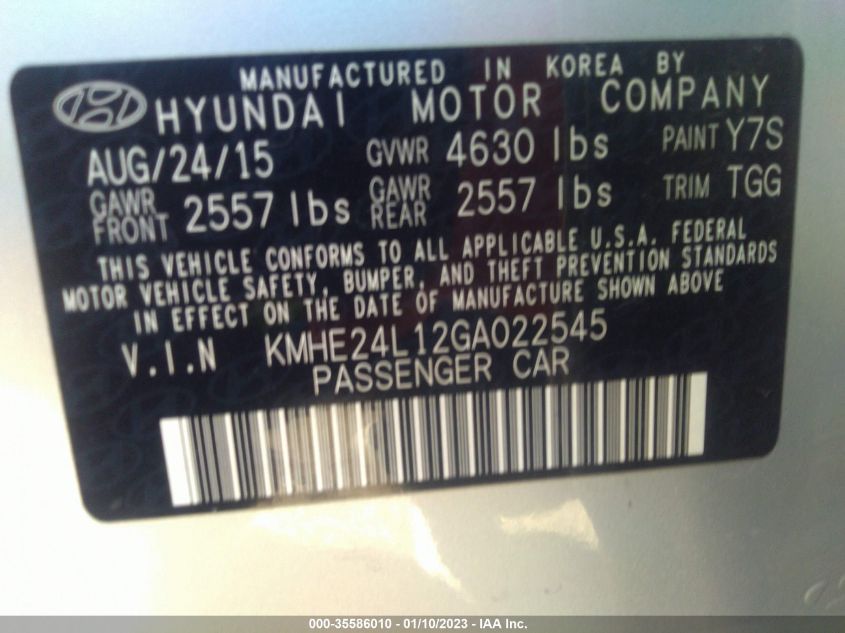 MANUFACTURED IN KOREA BY
HYUNDAI MOTOR COMPANY
AUG/24/15 GVWR 4630 lbs PAINT Y7S
GAWR FRONT 2557 lbs GAWR REAR 2557 lbs TRIM TGG
THIS VEHICLE CONFORMS TO ALL APPLICABLE U.S.A. FEDERAL
MOTOR VEHICLE SAFETY, BUMPER, AND THEFT PREVENTION STANDARDS
IN EFFECT ON THE DATE OF MANUFACTURE SHOWN ABOVE
V.I.N KMHE24L12GA022545
PASSENGER CAR
000-35586010 - 01/10/2023 - IAA Inc.